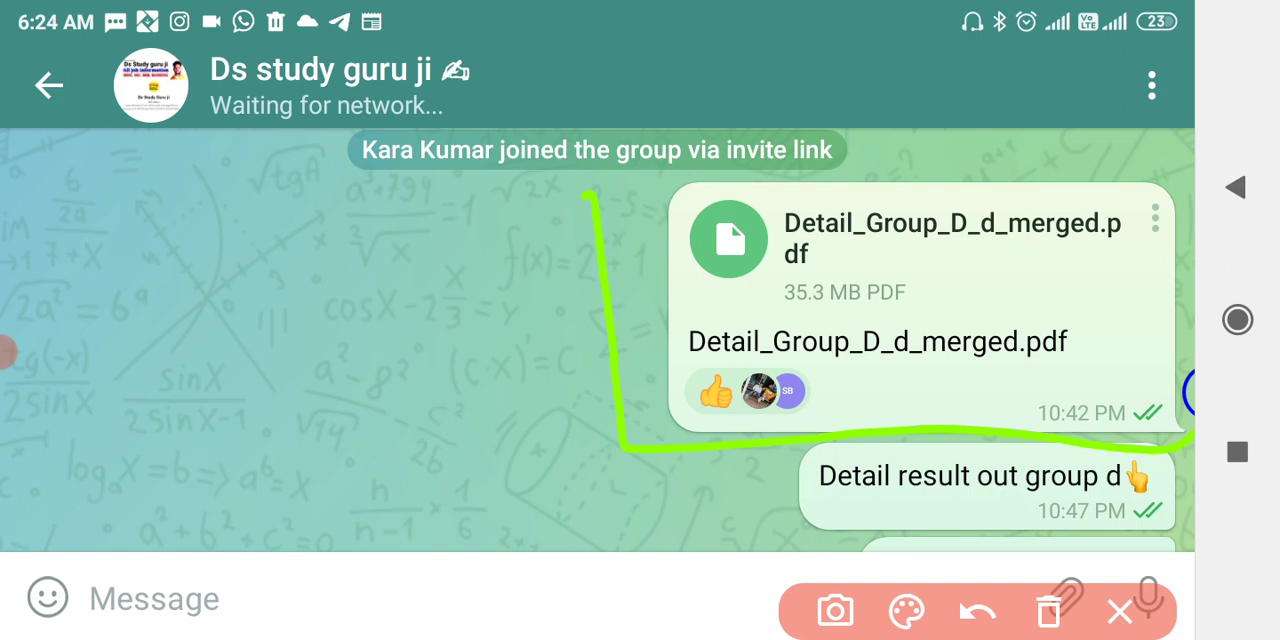 6:24 AM
23
Ds study guru ji ✍
Waiting for network...
Kara Kumar joined the group via invite link
Detail_Group_D_d_merged.p
df
35.3 MB PDF
Detail_Group_D_d_merged.pdf
SB
10:42 PM
Detail result out group d👆
10:47 PM
Message